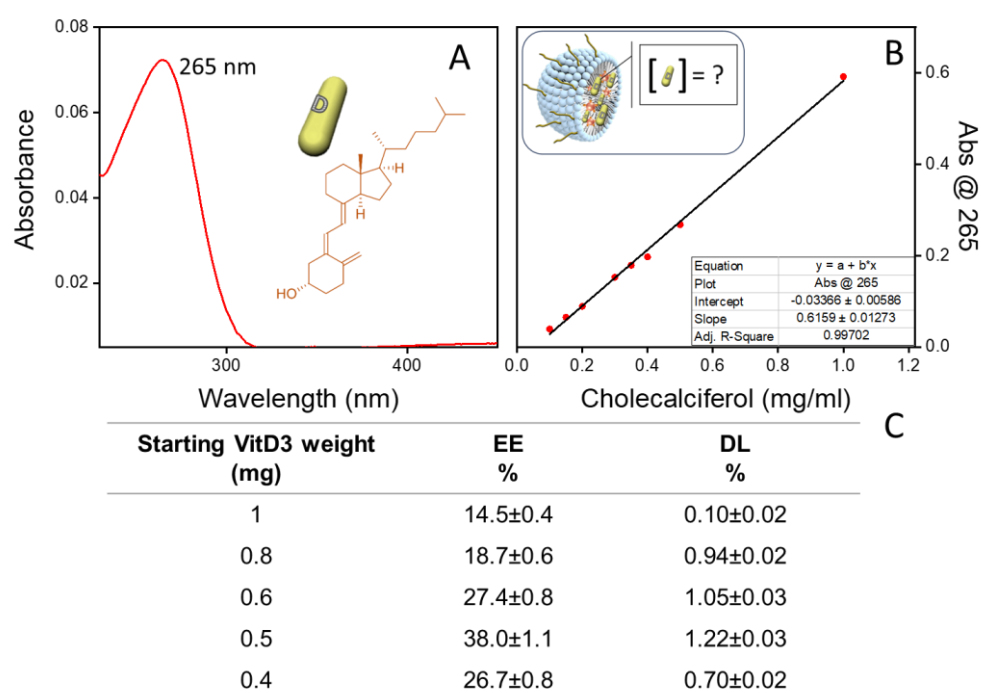 A
265 nm
D
H
H
HO
0.08
0.06
0.04
0.02
Absorbance
300
400
Wavelength (nm)
B
[ D ] = ?
0.6
0.4
0.2
0.0
Abs @ 265
Equation y = a + b*x
Plot Abs @ 265
Intercept -0.03366 ± 0.00586
Slope 0.6159 ± 0.01273
Adj. R-Square 0.99702
0.0 0.2 0.4 0.6 0.8 1.0 1.2
Cholecalciferol (mg/ml)
C
Starting VitD3 weight EE DL
(mg) % %
1 14.5±0.4 0.10±0.02
0.8 18.7±0.6 0.94±0.02
0.6 27.4±0.8 1.05±0.03
0.5 38.0±1.1 1.22±0.03
0.4 26.7±0.8 0.70±0.02